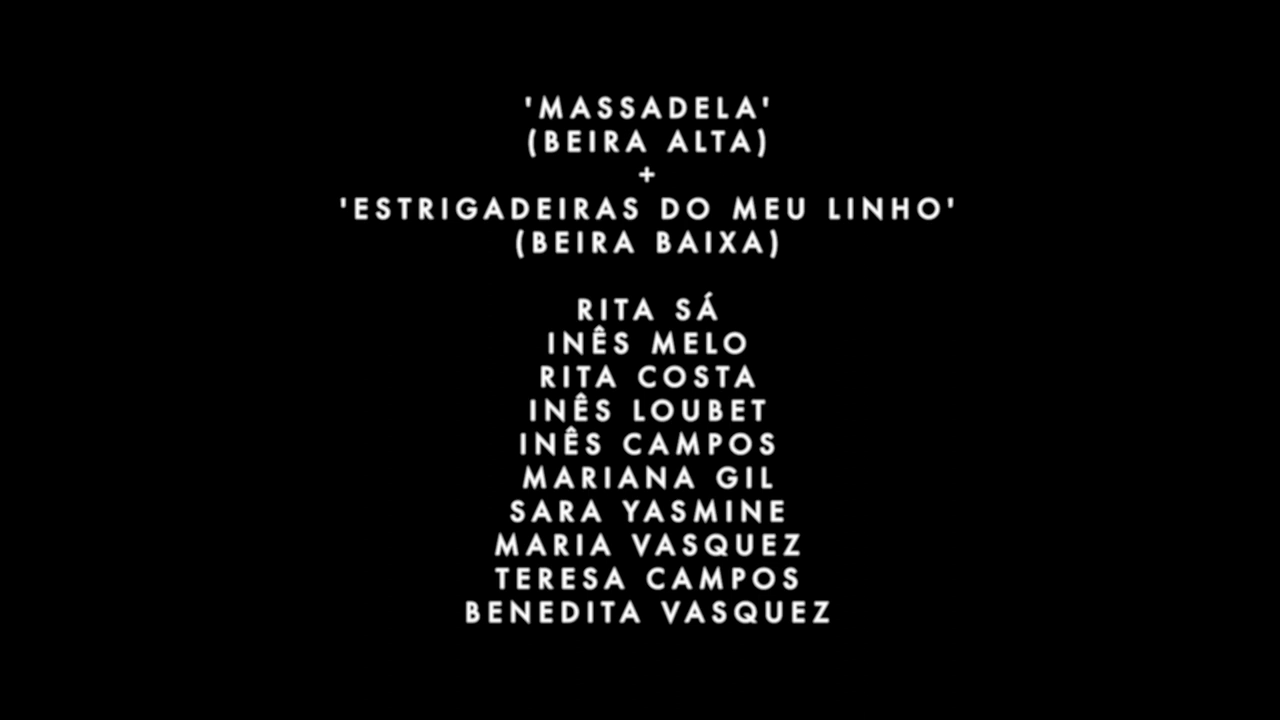 'MASSADELA'
(BEIRA ALTA)
+
'ESTRIGADEIRAS DO MEU LINHO'
(BEIRA BAIXA)
RITA SÁ
INÊS MELO
RITA COSTA
INÊS LOUBET
INÊS CAMPOS
MARIANA GIL
SARA YASMINE
MARIA VASQUEZ
TERESA CAMPOS
BENEDITA VASQUEZ